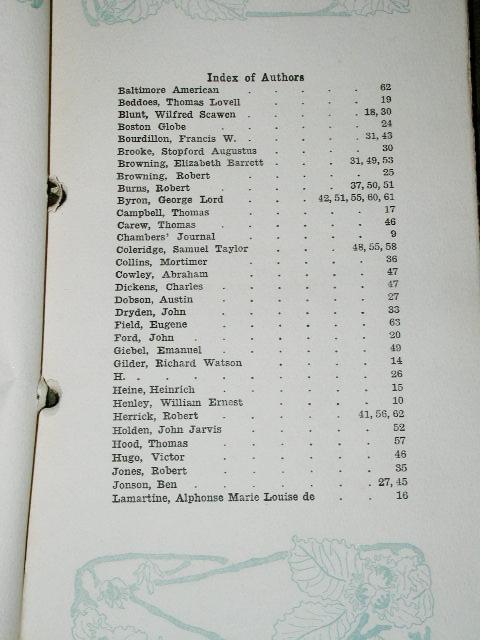 Index of Authors
Baltimore American . . . . . 62
Beddoes, Thomas Lovell . . . . . 19
Blunt, Wilfred Scawen . . . . . 18, 30
Boston Globe . . . . . . 24
Bourdillon, Francis W. . . . . . 31, 43
Brooke, Stopford Augustus . . . . . 30
Browning, Elizabeth Barrett . . . . 31, 49, 53
Browning, Robert . . . . . . 25
Burns, Robert . . . . . 37, 50, 51
Byron, George Lord . . . 42, 51, 55, 60, 61
Campbell, Thomas . . . . . . 17
Carew, Thomas . . . . . . 46
Chambers' Journal . . . . . . 9
Coleridge, Samuel Taylor . . . . 48, 55, 58
Collins, Mortimer . . . . . . 36
Cowley, Abraham . . . . . . 47
Dickens, Charles . . . . . . 47
Dobson, Austin . . . . . . 27
Dryden, John . . . . . . 33
Field, Eugene . . . . . . 63
Ford, John . . . . . . . 20
Giebel, Emanuel . . . . . . 49
Gilder, Richard Watson . . . . . 14
H. . . . . . . . . 26
Heine, Heinrich . . . . . . 15
Henley, William Ernest . . . . . 10
Herrick, Robert . . . . 41, 56, 62
Holden, John Jarvis . . . . . . 52
Hood, Thomas . . . . . . 57
Hugo, Victor . . . . . . 46
Jones, Robert . . . . . . 35
Jonson, Ben . . . . . . . 27, 45
Lamartine, Alphonse Marie Louise de . . 16